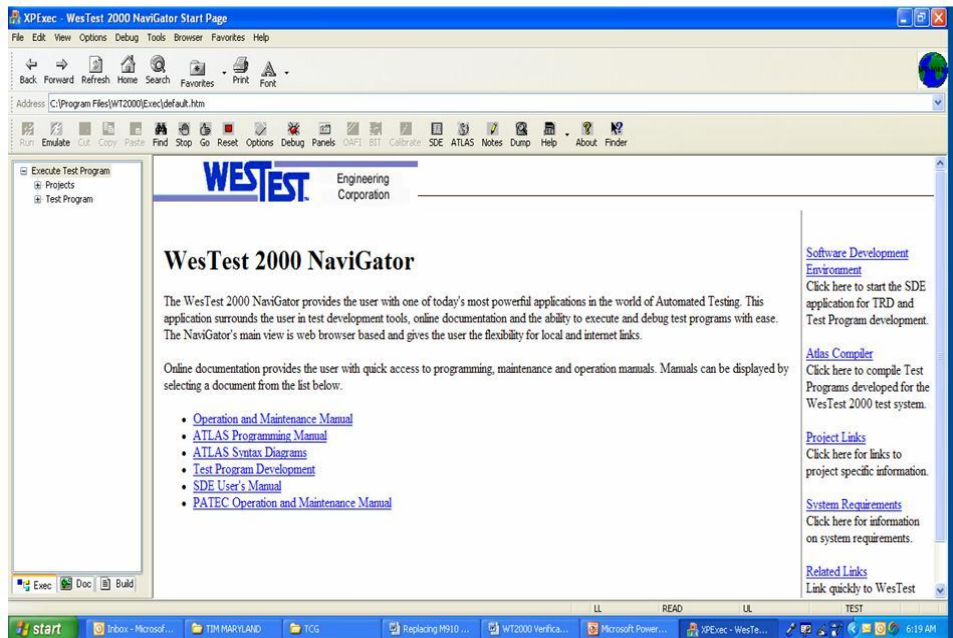 XPExec - WesTest 2000 NaviGator Start Page
File Edit View Options Debug Tools Browser Favorites Help
Back Forward Refresh Home Search Favorites Print Font
Address C:\Program Files\WT2000\Exec\default.htm
Run Emulate Cut Copy Paste Find Stop Go Reset Options Debug Panels OAFI BIT Calibrate SDE ATLAS Notes Dump Help About Finder
Execute Test Program
Projects
Test Program
WESTEST Engineering
Corporation
WesTest 2000 NaviGator
The WesTest 2000 NaviGator provides the user with one of today's most powerful applications in the world of Automated Testing. This
application surrounds the user in test development tools, online documentation and the ability to execute and debug test programs with ease.
The NaviGator's main view is web browser based and gives the user the flexibility for local and internet links.
Online documentation provides the user with quick access to programming, maintenance and operation manuals. Manuals can be displayed by
selecting a document from the list below.
• Operation and Maintenance Manual
• ATLAS Programming Manual
• ATLAS Syntax Diagrams
• Test Program Development
• SDE User's Manual
• PATEC Operation and Maintenance Manual
Software Development
Environment
Click here to start the SDE
application for TRD and
Test Program development.
Atlas Compiler
Click here to compile Test
Programs developed for the
WesTest 2000 test system.
Project Links
Click here for links to
project specific information.
System Requirements
Click here for information
on system requirements.
Related Links
Link quickly to WesTest
Exec Doc Build
LL READ UL TEST
start Inbox - Microsof... TIM MARYLAND TCG Replacing M910 ... WT2000 Verifica... Microsoft Power... XPExec - WesTe... 6:19 AM